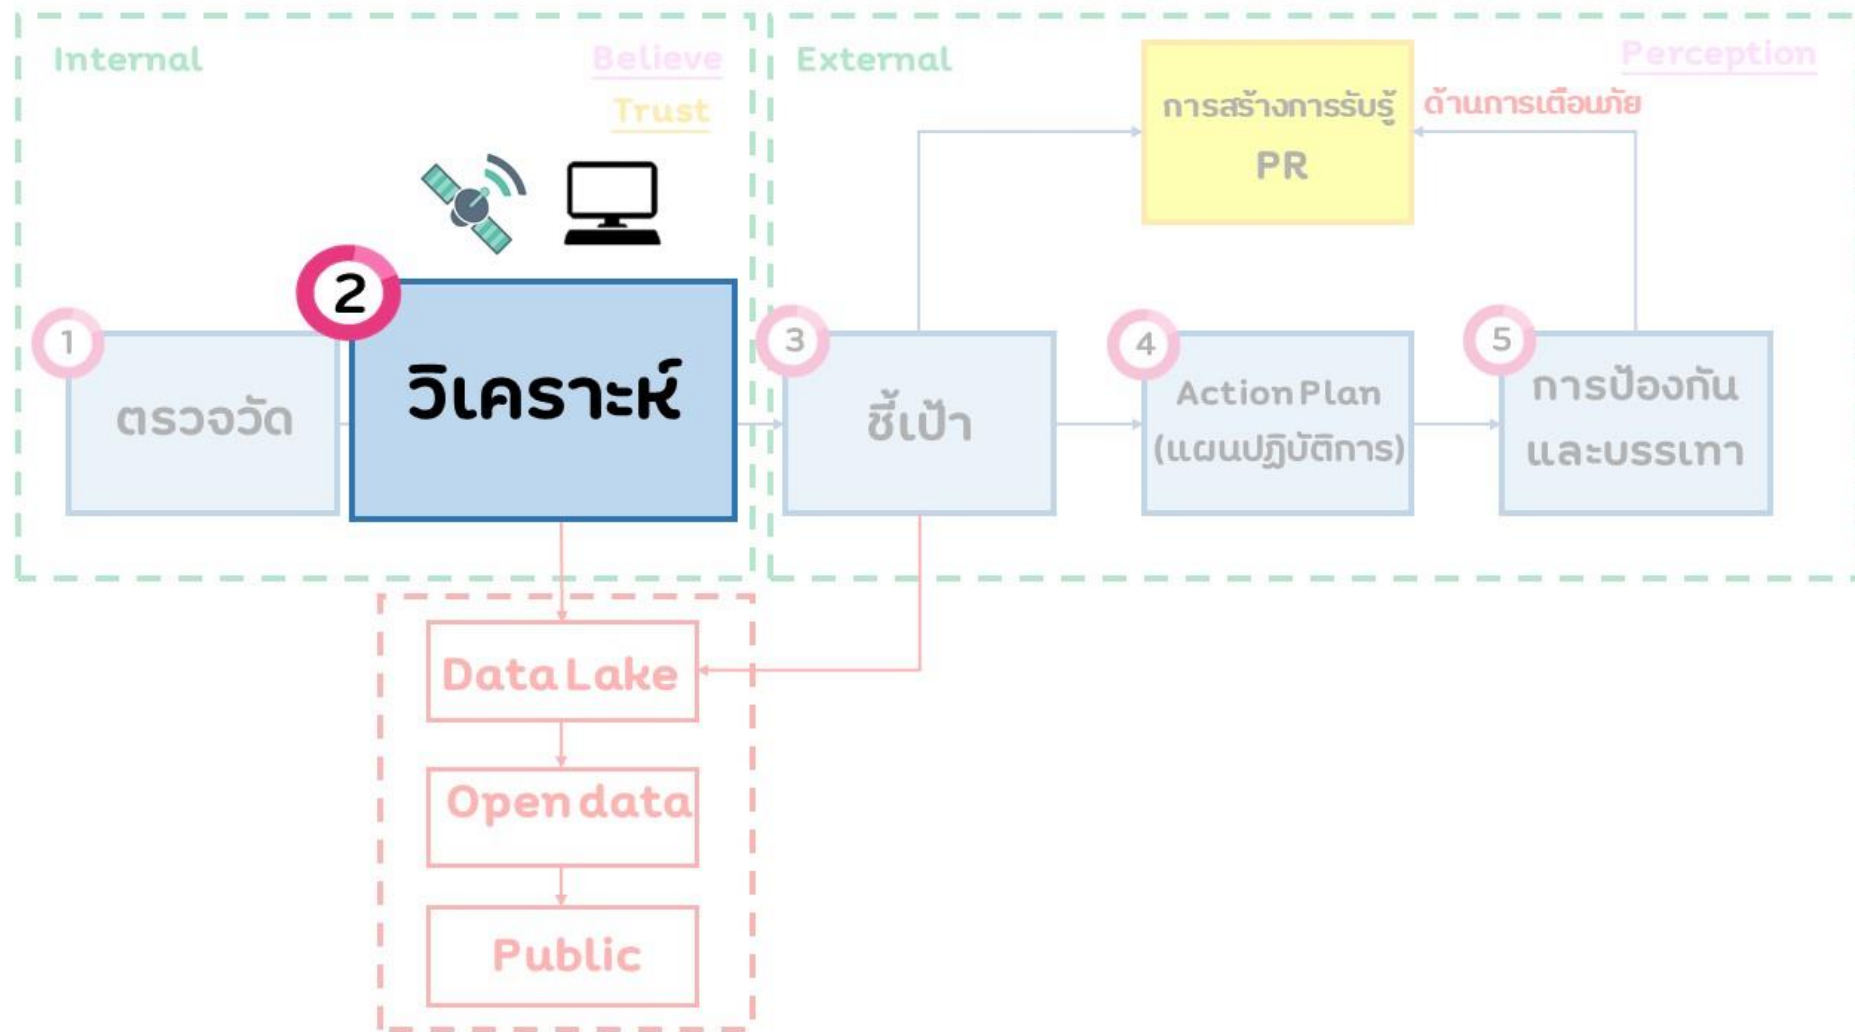 Internal
Believe
Trust
External
Perception
การสร้างการรับรู้
PR
ด้านการเตือนภัย
1
ตรวจวัด
2
วิเคราะห์
3
ชี้เป้า
4
Action Plan
(แผนปฏิบัติการ)
5
การป้องกัน
และบรรเทา
Data Lake
Open data
Public